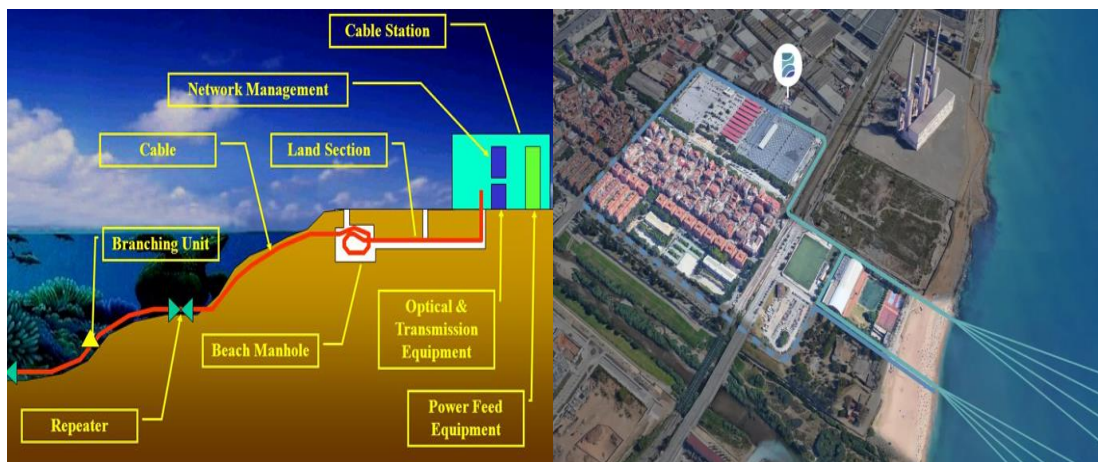 Cable Station
Network Management
Cable
Land Section
Branching Unit
Optical &
Transmission
Equipment
Beach Manhole
Power Feed
Equipment
Repeater